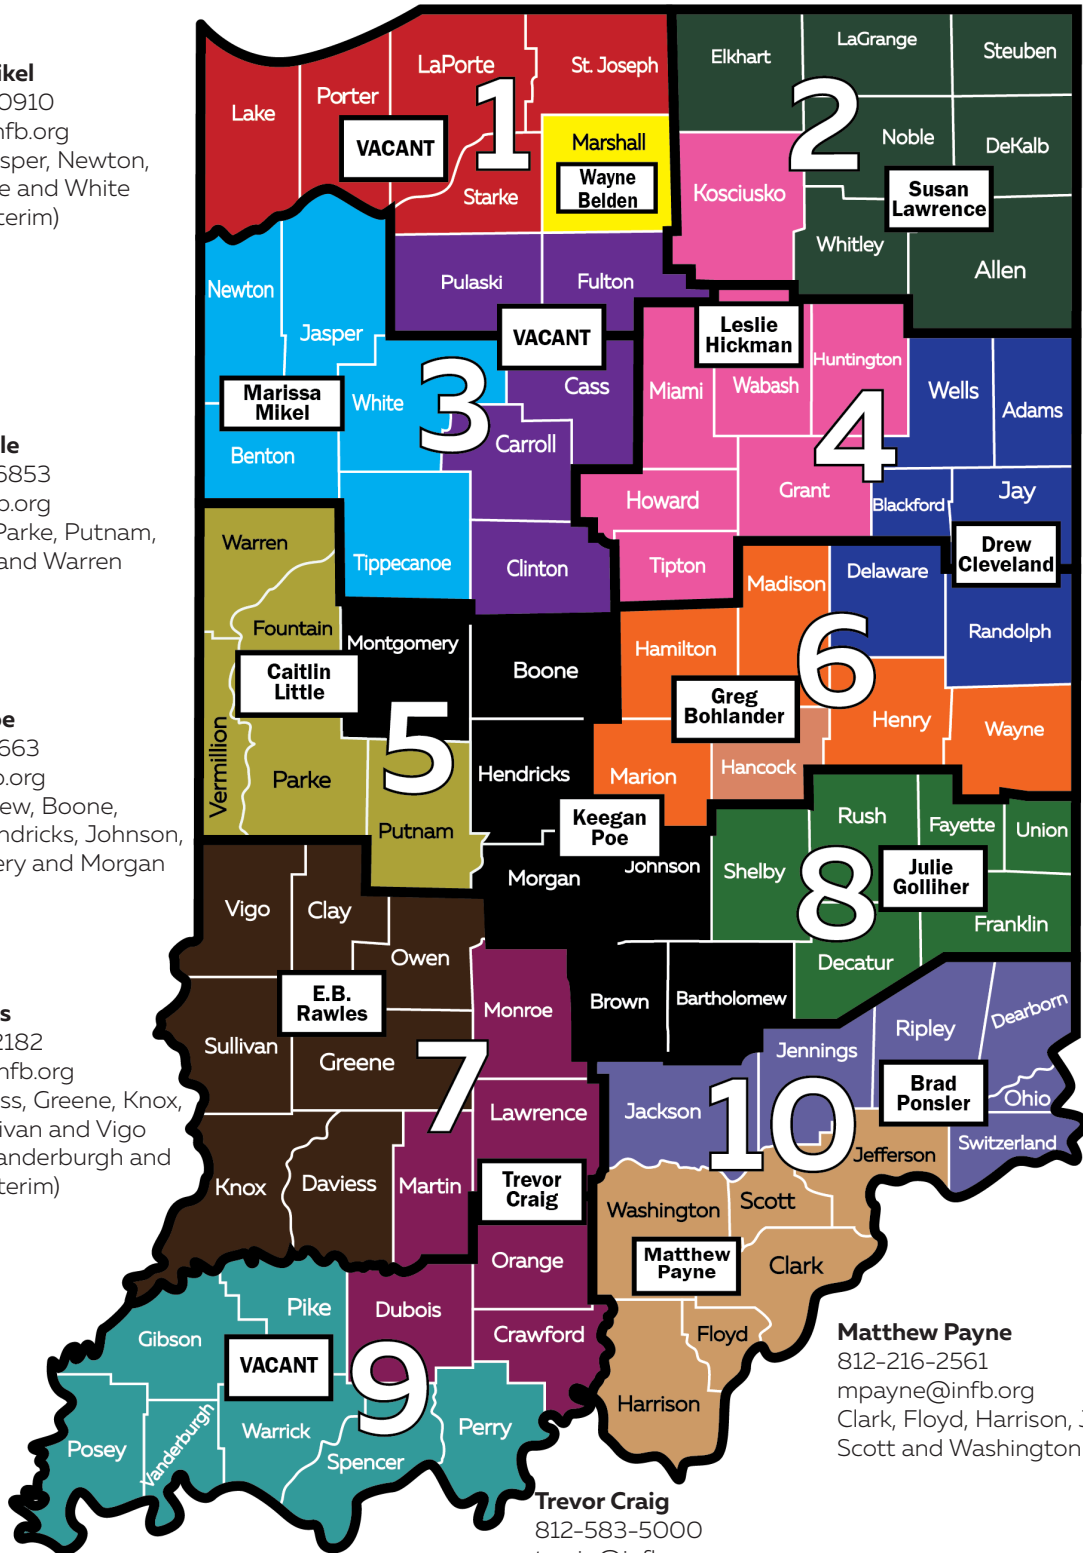 LaPorte
St. Joseph
Lake
Porter
1
VACANT
Starke
Marshall
Wayne
Belden
Elkhart
LaGrange
Steuben
2
Noble
DeKalb
Kosciusko
Susan
Lawrence
Whitley
Allen
0910
nfb.org
Newton,
e and White
terim)
Newton
Jasper
Pulaski
Fulton
VACANT
Marissa
Mikel
White
3
Cass
Carroll
Benton
Tippecanoe
Clinton
Leslie
Hickman
Miami
Wabash
Huntington
4
Wells
Adams
Howard
Grant
Blackford
Jay
Tipton
Drew
Cleveland
6853
b.org
Parke, Putnam,
and Warren
Warren
Fountain
Montgomery
Boone
Caitlin
Little
Vermillion
5
Parke
Putnam
Hendricks
Madison
Delaware
Hamilton
Randolph
6
Greg
Bohlander
Henry
Wayne
Marion
Hancock
663
b.org
ew, Boone,
ndricks, Johnson,
ery and Morgan
Keegan
Poe
Morgan
Johnson
Shelby
Rush
Fayette
Union
8
Julie
Golliher
Franklin
Decatur
Brown
Bartholomew
Vigo
Clay
Owen
E.B.
Rawles
Sullivan
Greene
Monroe
7
Lawrence
Knox
Daviess
Martin
Trevor
Craig
Orange
2182
nfb.org
ss, Greene, Knox,
ivan and Vigo
anderburgh and
terim)
Jennings
Ripley
Dearborn
Jackson
10
Brad
Ponsler
Ohio
Switzerland
Jefferson
Washington
Scott
Matthew
Payne
Clark
Floyd
Harrison
Pike
Dubois
Crawford
Gibson
VACANT
9
Posey
Vanderburgh
Warrick
Spencer
Perry
Matthew Payne
812-216-2561
mpayne@infb.org
Clark, Floyd, Harrison,
Scott and Washington
Trevor Craig
812-583-5000